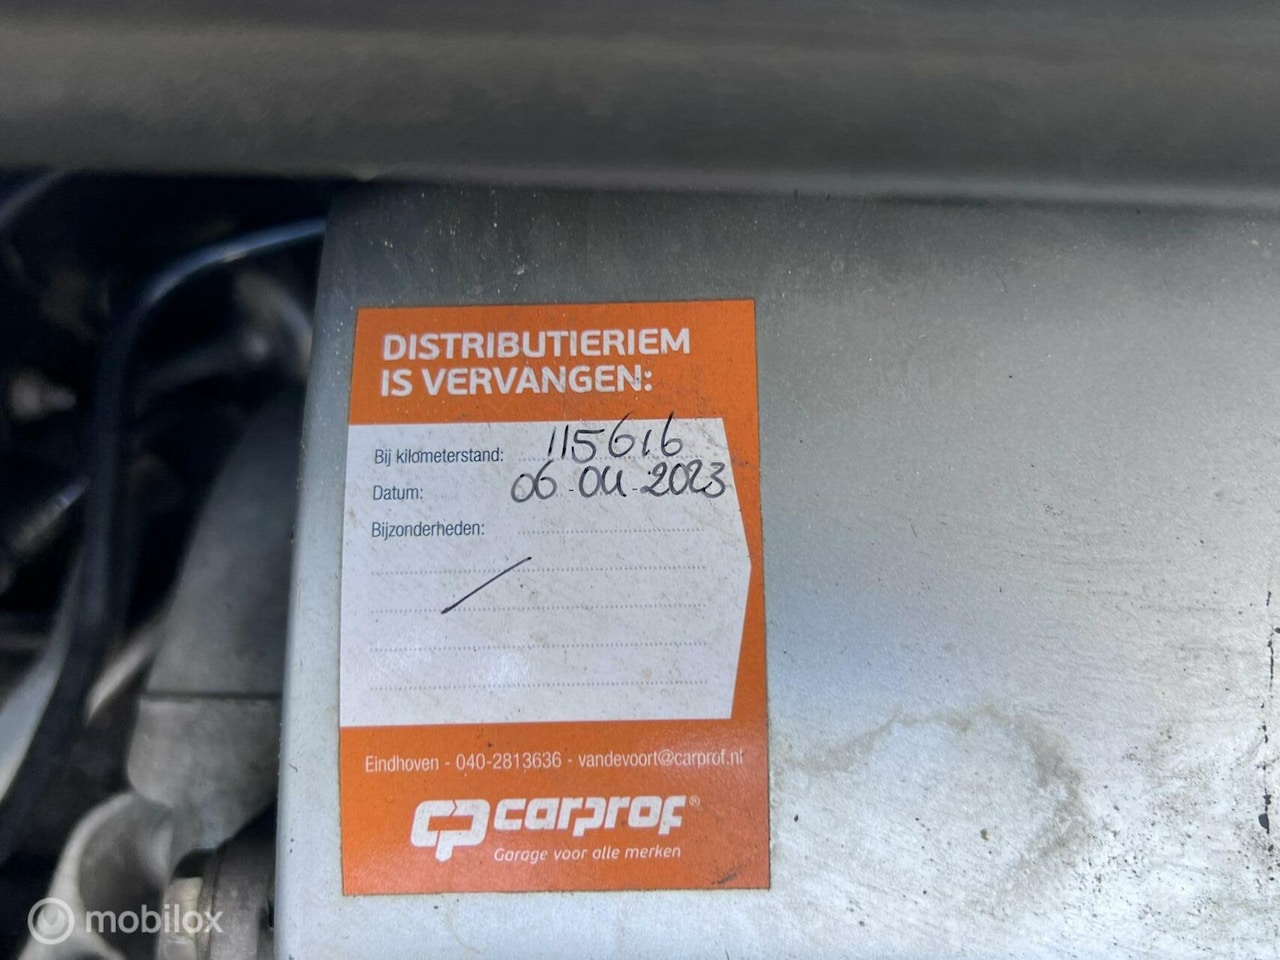 DISTRIBUTIERIEM
IS VERVANGEN:
Bij kilometerstand: 115616
Datum: 06-04-2023
Bijzonderheden:
Eindhoven - 040-2813636 - vandevoort@carprof.nl
CP carprof®
Garage voor alle merken
mobilox